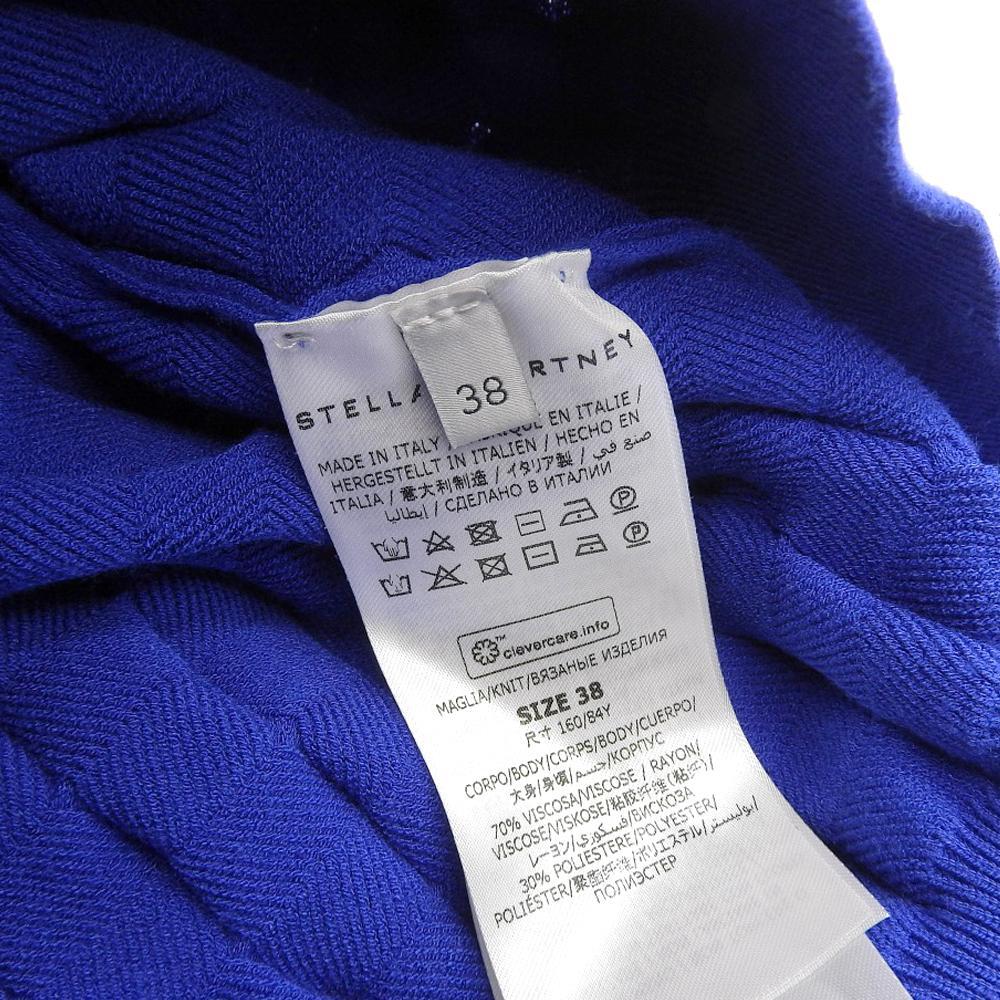 38
STELLA RTNEY
MADE IN ITALY EN ITALIE /
HERGESTELLT IN ITALIEN / HECHO EN
ITALIA / 意大利制造 / イタリア製 / صنع في
إيطاليا / СДЕЛАНО В ИТАЛИИ
clevercare.info
MAGLIA/KNIT/ВЯЗАНЫЕ ИЗДЕЛИЯ
SIZE 38
尺寸 160/84Y
CORPO/BODY/CORPS/BODY/CUERPO/
大身/身頃/جسم/КОРПУС
70% VISCOSA/VISCOSE / RAYON/
VISCOSE/VISKOSE/粘胶纤维(粘纤)/
レーヨン/فسكوزي/ВИСКОЗА
30% POLIESTERE/POLYESTER/
POLIÉSTER/聚酯纤维/ポリエステル/بوليستر/
ПОЛИЭСТЕР